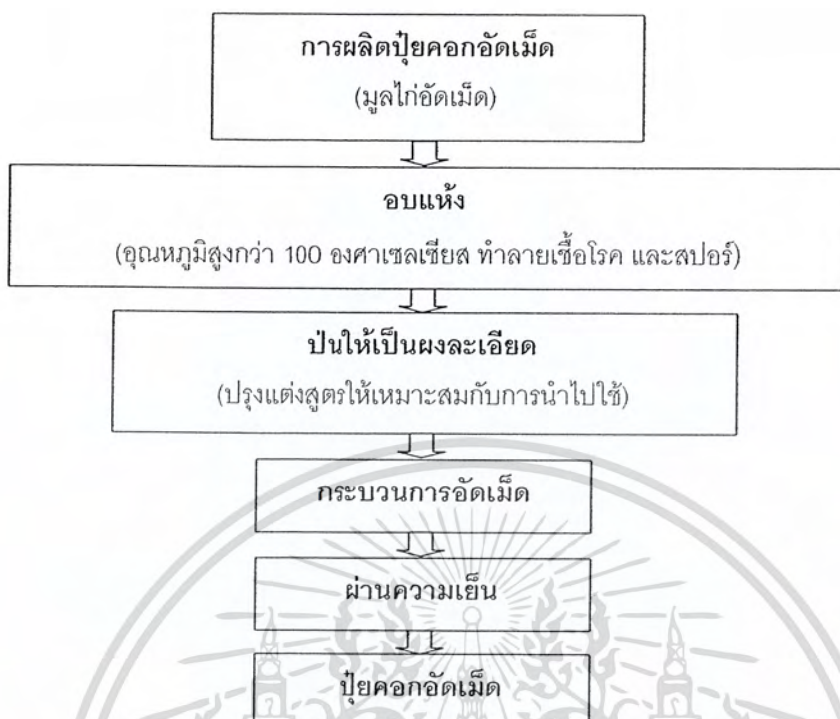 การผลิตปุ๋ยคอกอัดเม็ด
(มูลไก่อัดเม็ด)
อบแห้ง
(อุณหภูมิสูงกว่า 100 องศาเซลเซียส ทำลายเชื้อโรค และสปอร์)
ป่นให้เป็นผงละเอียด
(ปรุงแต่งสูตรให้เหมาะสมกับการนำไปใช้)
กระบวนการอัดเม็ด
ผ่านความเย็น
ปุ๋ยคอกอัดเม็ด